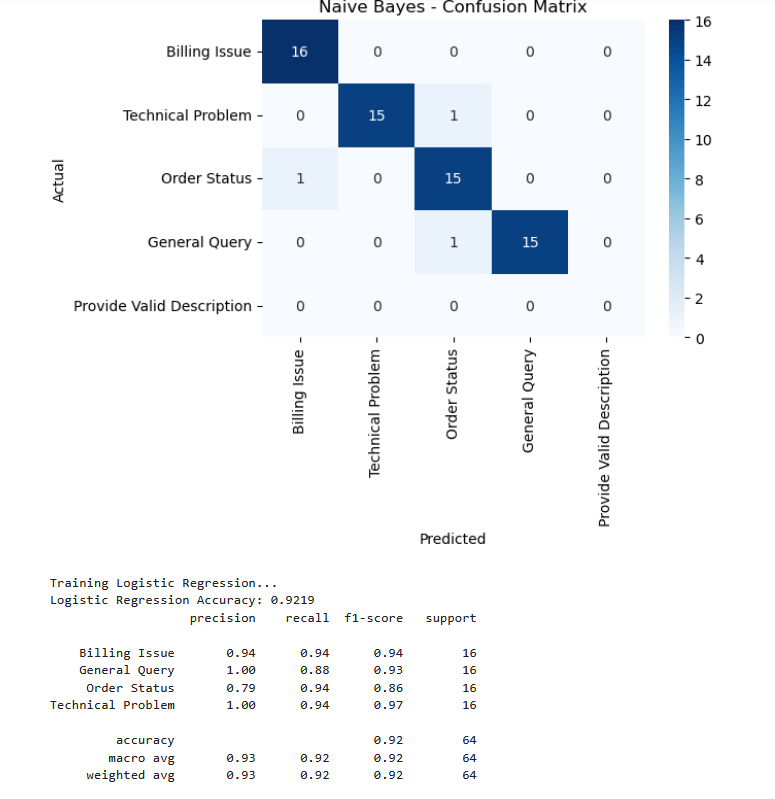 Naive Bayes - Confusion Matrix
Billing Issue 16 0 0 0 0
Technical Problem 0 15 1 0 0
Order Status 1 0 15 0 0
General Query 0 0 1 15 0
Provide Valid Description 0 0 0 0 0
Actual
Billing Issue
Technical Problem
Order Status
General Query
Provide Valid Description
Predicted
16
14
12
10
8
6
4
2
0
Training Logistic Regression...
Logistic Regression Accuracy: 0.9219
precision recall f1-score support
Billing Issue 0.94 0.94 0.94 16
General Query 1.00 0.88 0.93 16
Order Status 0.79 0.94 0.86 16
Technical Problem 1.00 0.94 0.97 16
accuracy 0.92 64
macro avg 0.93 0.92 0.92 64
weighted avg 0.93 0.92 0.92 64